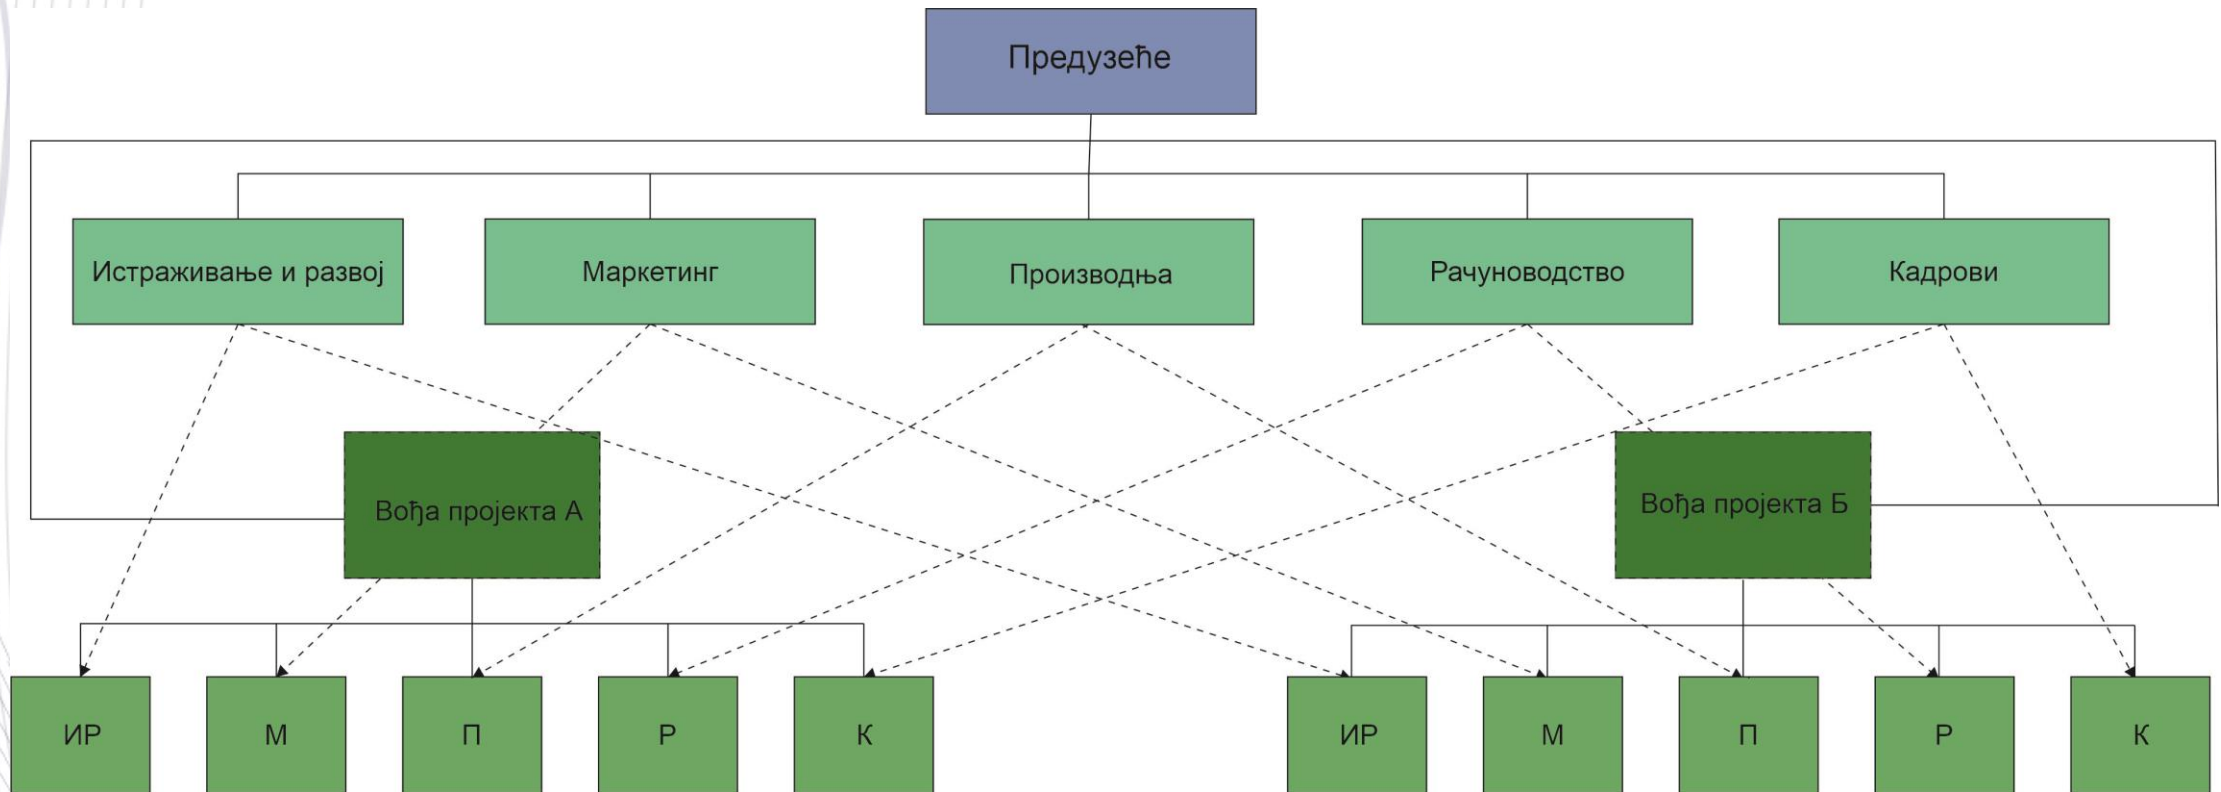 Предузеће
Истраживање и развој
Маркетинг
Производња
Рачуноводство
Кадрови
Вођа пројекта А
Вођа пројекта Б
ИР
М
П
Р
К
ИР
М
П
Р
К